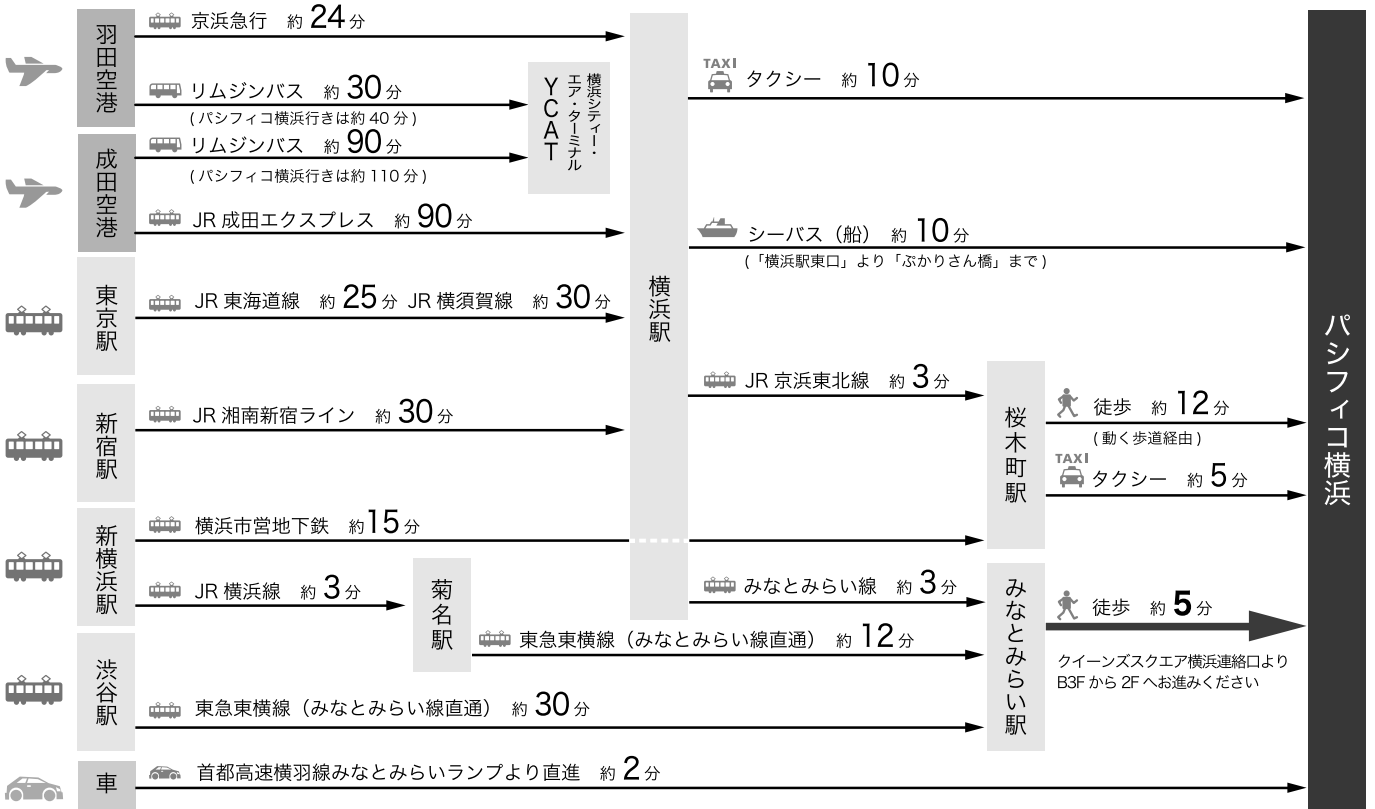 羽田空港
京浜急行 約24分
リムジンバス 約30分
(パシフィコ横浜行きは約40分)
成田空港
リムジンバス 約90分
(パシフィコ横浜行きは約110分)
横浜シティー・
エア・ターミナル
YCAT
JR成田エクスプレス 約90分
東京駅
JR東海道線 約25分 JR横須賀線 約30分
新宿駅
JR湘南新宿ライン 約30分
新横浜駅
横浜市営地下鉄 約15分
JR横浜線 約3分
菊名駅
東急東横線（みなとみらい線直通） 約12分
渋谷駅
東急東横線（みなとみらい線直通） 約30分
車
首都高速横羽線みなとみらいランプより直進 約2分
横浜駅
TAXI
タクシー 約10分
シーバス（船） 約10分
(「横浜駅東口」より「ぷかりさん橋」まで)
JR京浜東北線 約3分
桜木町駅
徒歩 約12分
(動く歩道経由)
TAXI
タクシー 約5分
みなとみらい線 約3分
みなとみらい駅
徒歩 約5分
クイーンズスクエア横浜連絡口より
B3Fから2Fへお進みください
パシフィコ横浜